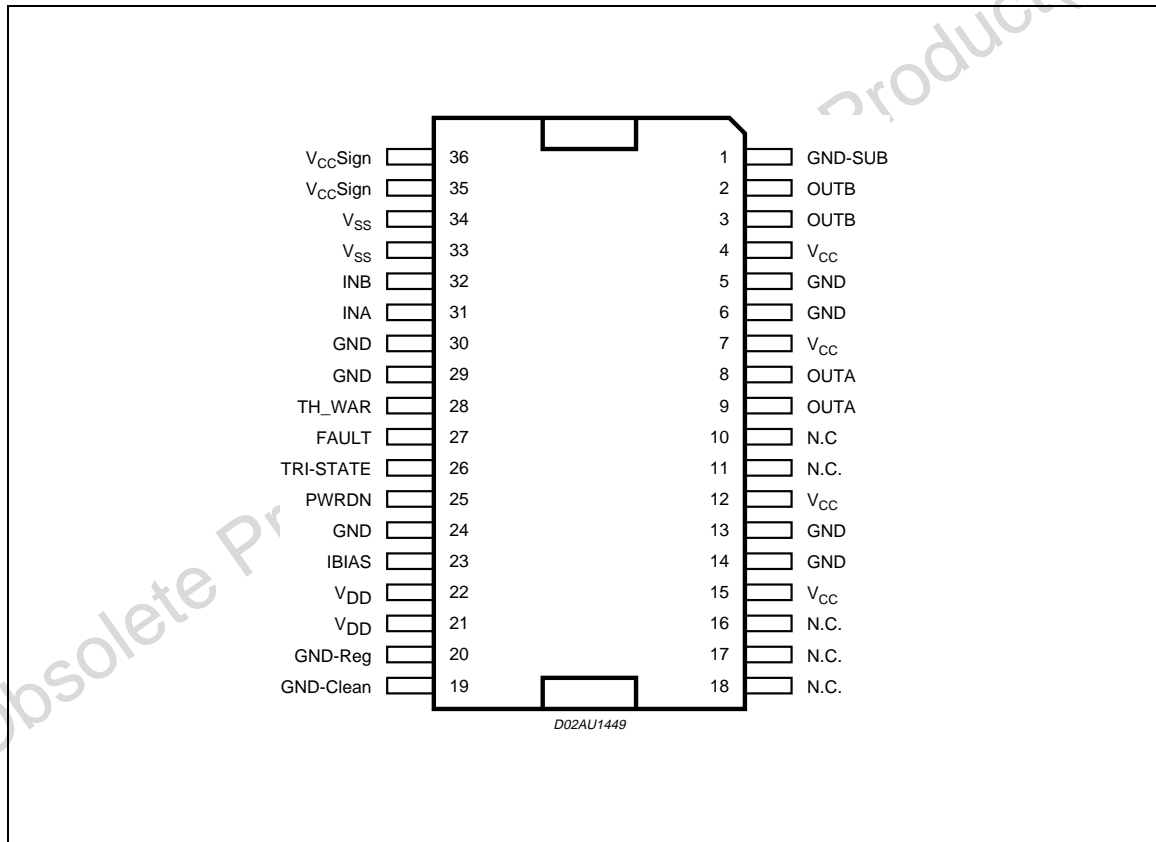 VCCSign 36 1 GND-SUB
VCCSign 35 2 OUTB
VSS 34 3 OUTB
VSS 33 4 VCC
INB 32 5 GND
INA 31 6 GND
GND 30 7 VCC
GND 29 8 OUTA
TH_WAR 28 9 OUTA
FAULT 27 10 N.C
TRI-STATE 26 11 N.C.
PWRDN 25 12 VCC
GND 24 13 GND
IBIAS 23 14 GND
VDD 22 15 VCC
VDD 21 16 N.C.
GND-Reg 20 17 N.C.
GND-Clean 19 18 N.C.
D02AU1449
Obsolete Pr
Product(